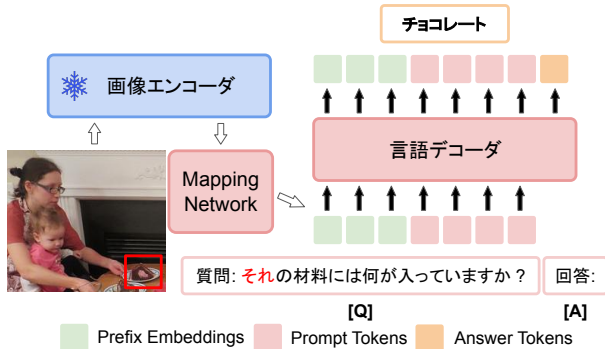 チョコレート
画像エンコーダ
言語デコーダ
Mapping
Network
質問: それの材料には何が入っていますか？
回答:
[Q]
[A]
Prefix Embeddings
Prompt Tokens
Answer Tokens